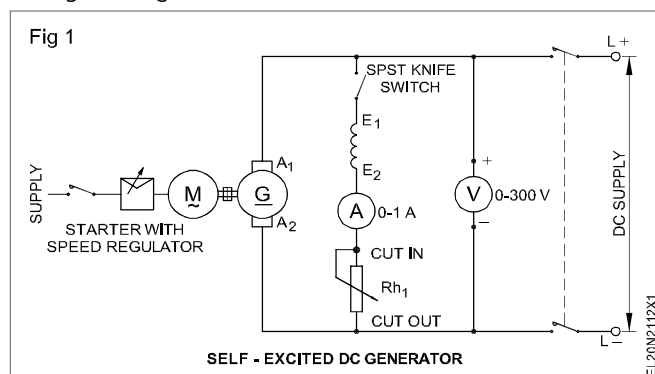 Fig 1
L +
SPST KNIFE
SWITCH
E1
E2
A1
A2
SUPPLY
M
~
G
STARTER WITH
SPEED REGULATOR
A
0-1 A
V
0-300 V
+
–
DC SUPPLY
CUT IN
Rh1
CUT OUT
L –
SELF - EXCITED DC GENERATOR
EL20N2112X1